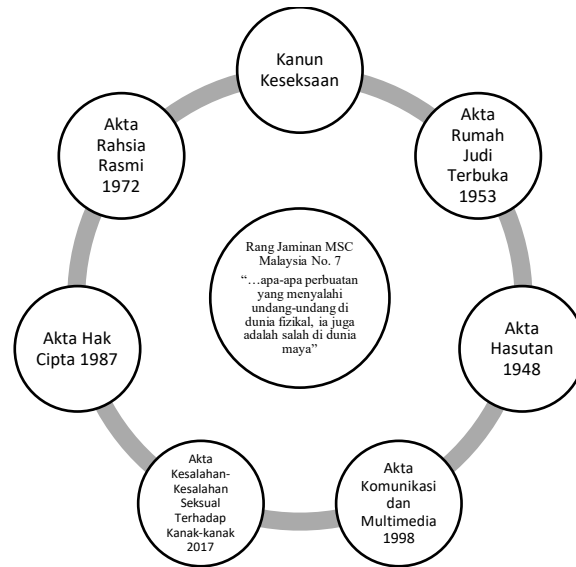 Kanun
Keseksaan
Akta
Rumah
Judi
Terbuka
1953
Akta
Hasutan
1948
Akta
Komunikasi
dan
Multimedia
1998
Akta
Kesalahan-
Kesalahan
Seksual
Terhadap
Kanak-kanak
2017
Akta Hak
Cipta 1987
Akta
Rahsia
Rasmi
1972
Rang Jaminan MSC
Malaysia No. 7
“…apa-apa perbuatan
yang menyalahi
undang-undang di
dunia fizikal, ia juga
adalah salah di dunia
maya”